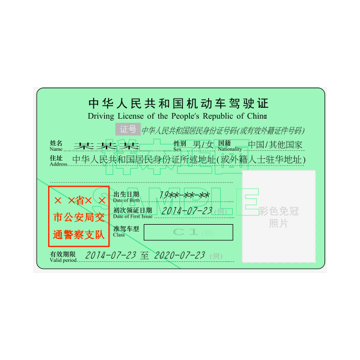 中华人民共和国机动车驾驶证
Driving License of the People's Republic of China
证号 中华人民共和国居民身份证号码(或有效外籍证件号码)
姓名 Name 某某某 性别 Sex 男/女 国籍 Nationality 中国/其他国家
住址 Address 中华人民共和国居民身份证所述地址(或外籍人士驻华地址)
样本
SAMPLE
××省××
市公安局交
通警察支队
出生日期 Date of Birth 19**-**-**
初次领证日期 Date of First Issue 2014-07-23(例)
准驾车型 Class C1
彩色免冠
照片
有效期限 Valid period 2014-07-23 至 2020-07-23(例)